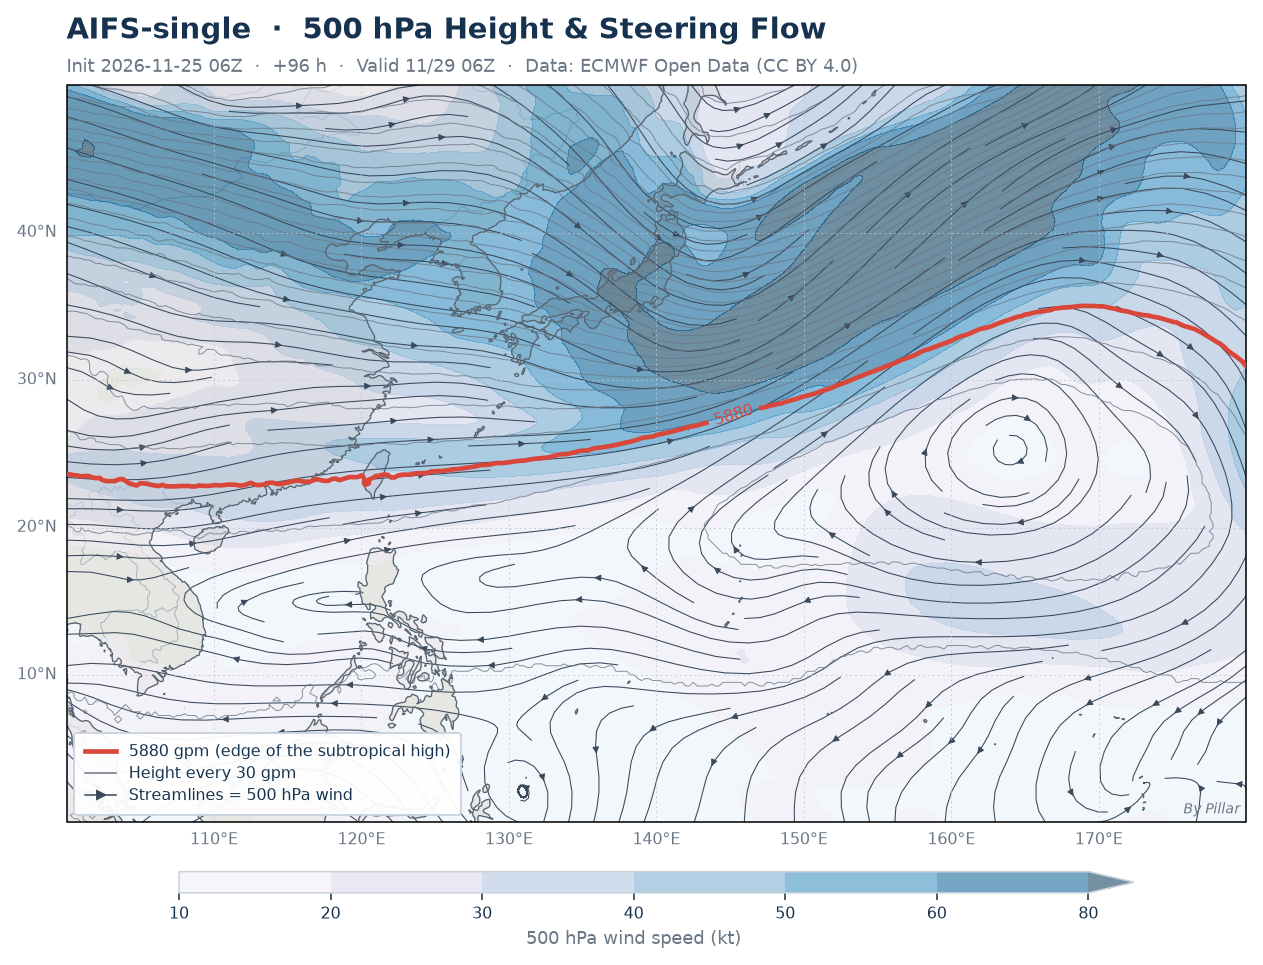 AIFS-single · 500 hPa Height & Steering Flow
Init 2026-11-25 06Z · +96 h · Valid 11/29 06Z · Data: ECMWF Open Data (CC BY 4.0)
40°N
30°N
5880
20°N
10°N
5880 gpm (edge of the subtropical high)
Height every 30 gpm
Streamlines = 500 hPa wind
By Pillar
110°E 120°E 130°E 140°E 150°E 160°E 170°E
10 20 30 40 50 60 80
500 hPa wind speed (kt)